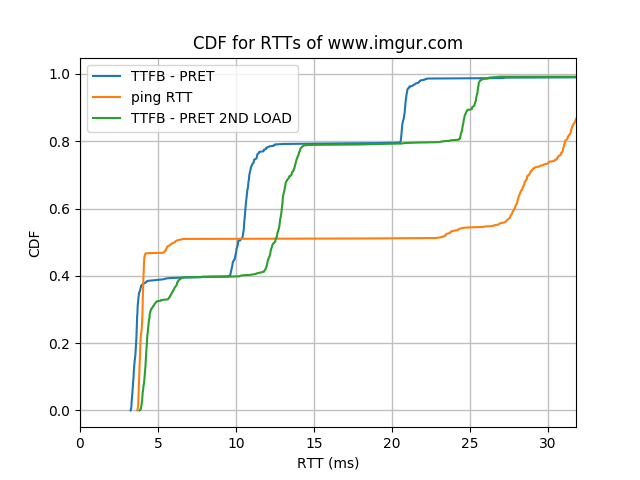 CDF for RTTs of www.imgur.com
TTFB - PRET
ping RTT
TTFB - PRET 2ND LOAD
1.0
0.8
0.6
0.4
0.2
0.0
CDF
0 5 10 15 20 25 30
RTT (ms)